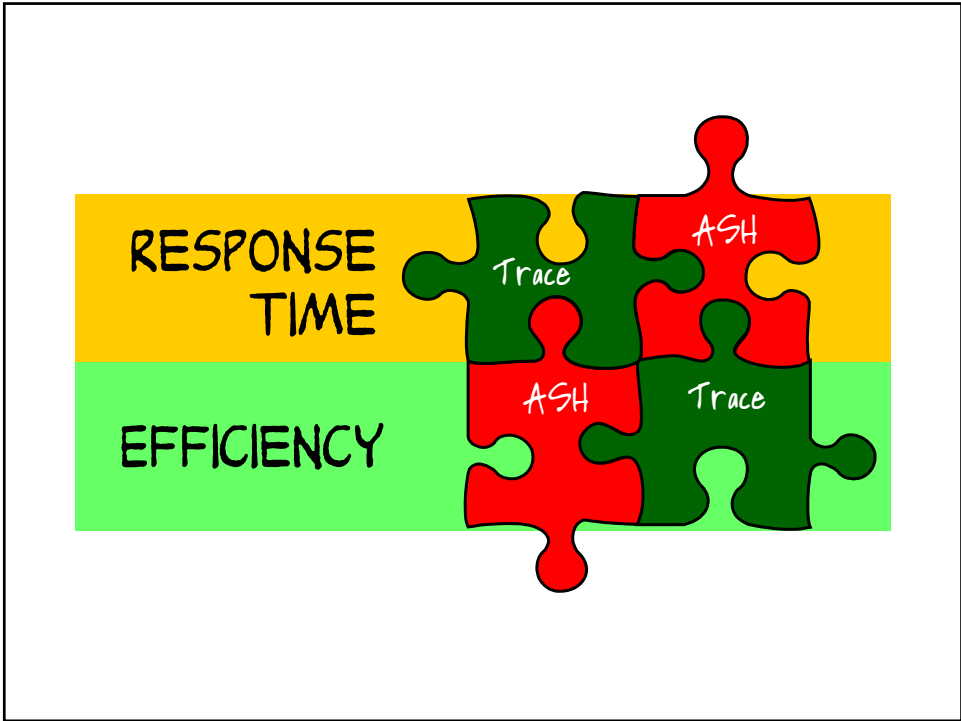 RESPONSE
TIME
Trace
ASH
EFFICIENCY
ASH
Trace